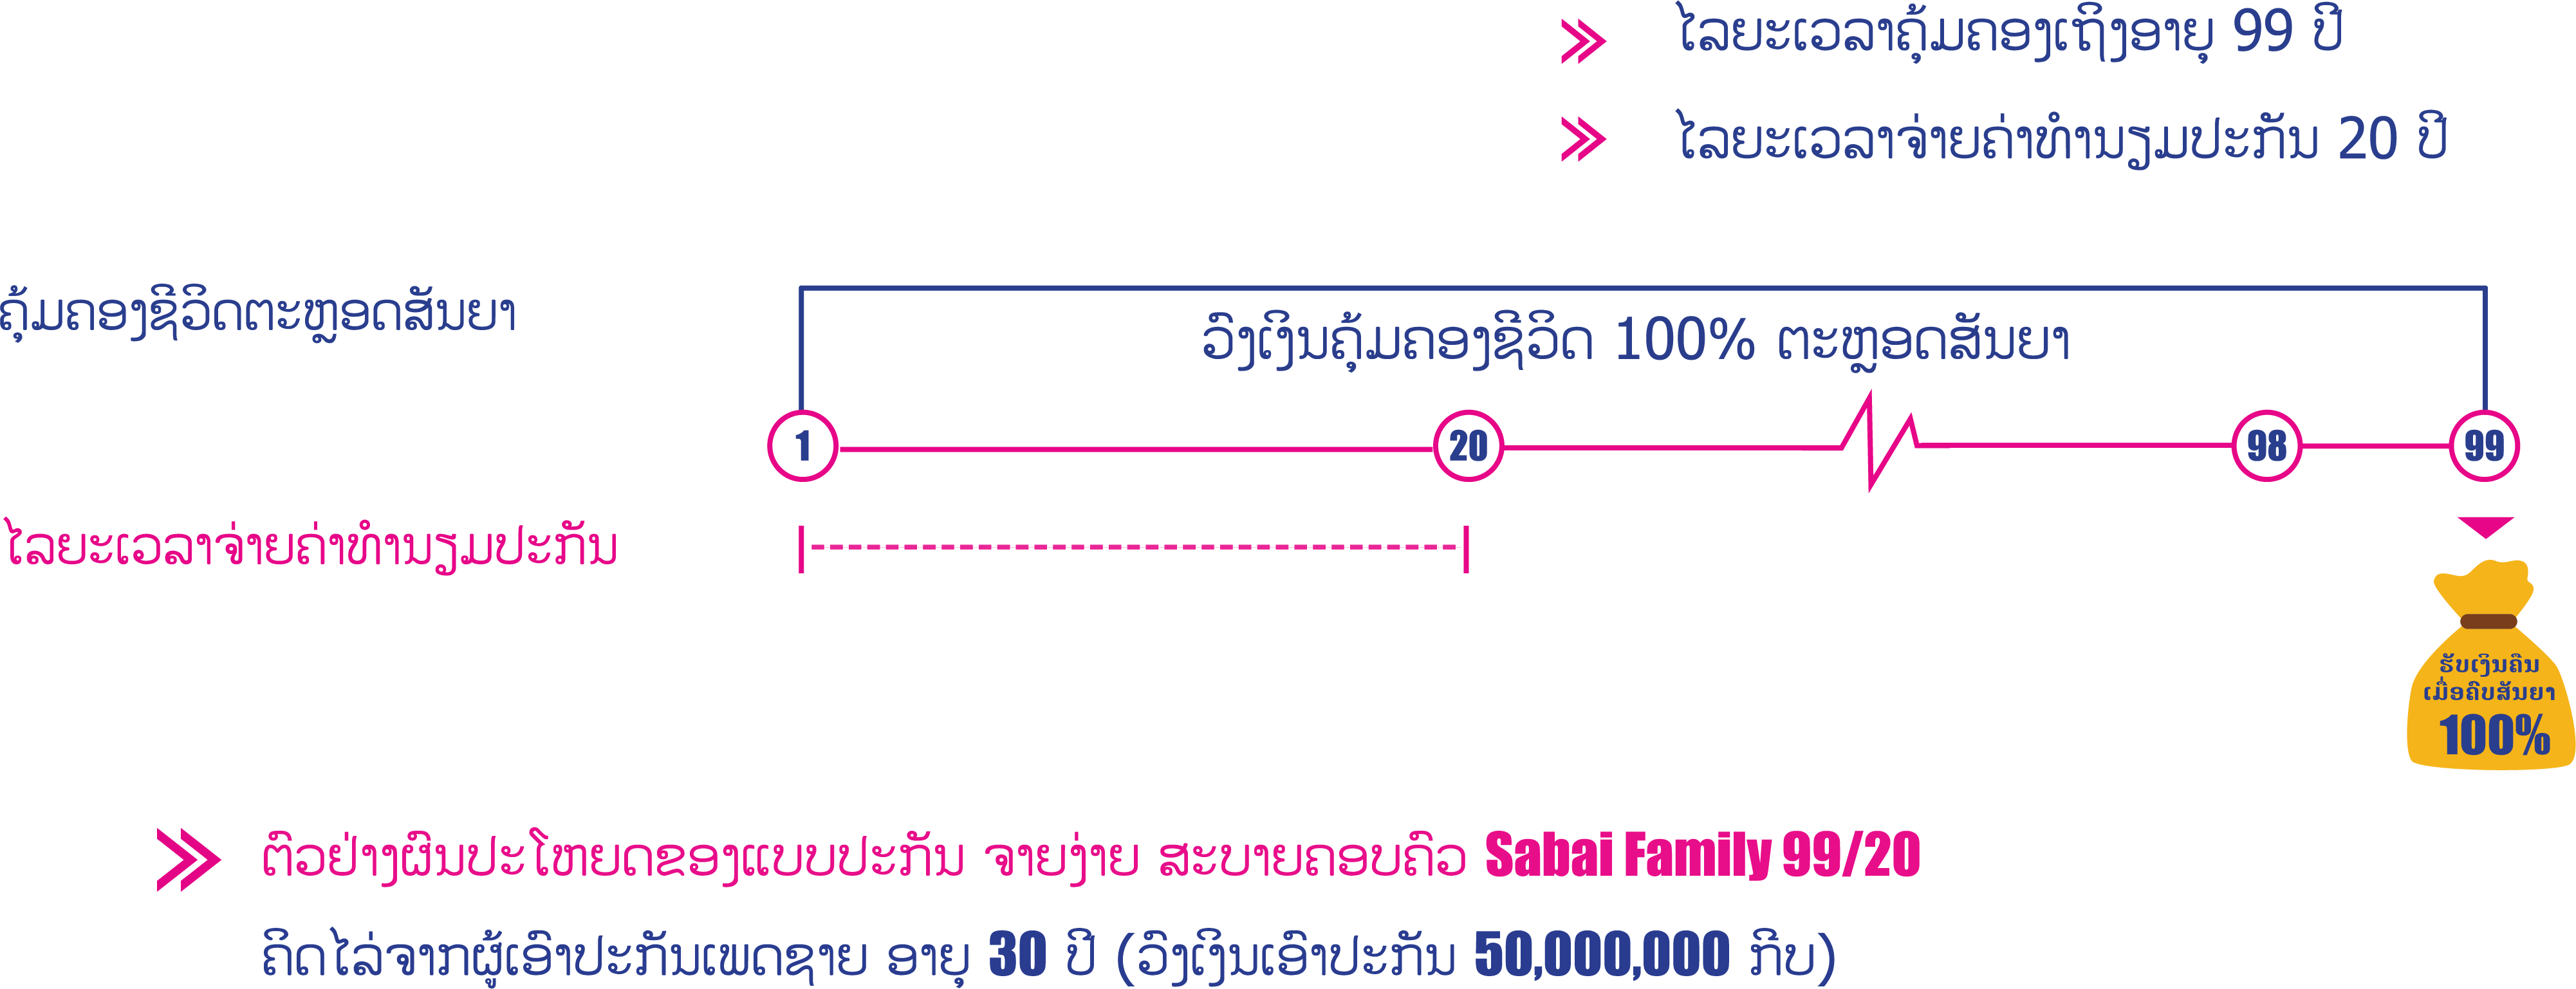 ໄລຍະເວລາຄຸ້ມຄອງເຖິງອາຍຸ 99 ປີ
ໄລຍະເວລາຈ່າຍຄ່າທຳນຽມປະກັນ 20 ປີ
ຄຸ້ມຄອງຊີວິດຕະຫຼອດສັນຍາ
ວົງເງິນຄຸ້ມຄອງຊີວິດ 100% ຕະຫຼອດສັນຍາ
1 20 98 99
ໄລຍະເວລາຈ່າຍຄ່າທຳນຽມປະກັນ
ຮັບເງິນຄືນ
ເມື່ອຄົບສັນຍາ
100%
ຕົວຢ່າງຜົນປະໂຫຍດຂອງແບບປະກັນ ຈາຍງ່າຍ ສະບາຍຄອບຄົວ Sabai Family 99/20
ຄິດໄລ່ຈາກຜູ້ເອົາປະກັນເພດຊາຍ ອາຍຸ 30 ປີ (ວົງເງິນເອົາປະກັນ 50,000,000 ກີບ)